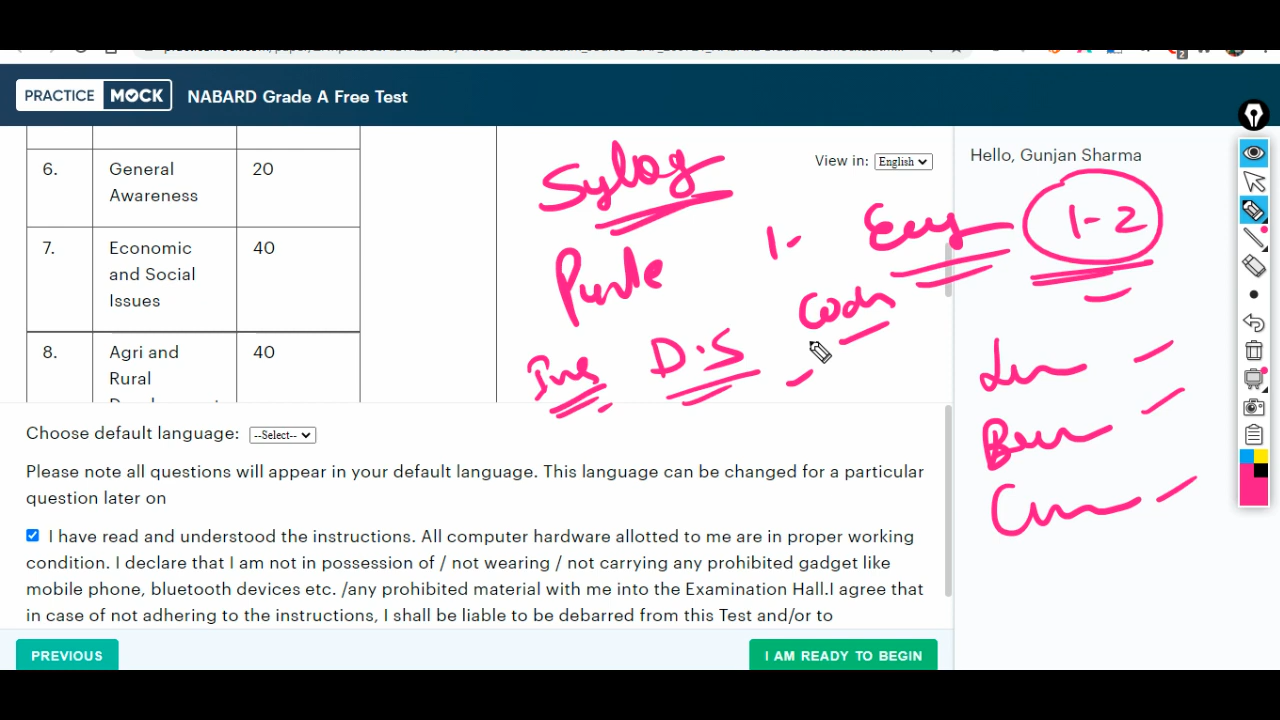 PRACTICE MOCK NABARD Grade A Free Test
6. General Awareness 20
7. Economic and Social Issues 40
8. Agri and Rural 40
View in: English
Hello, Gunjan Sharma
Sylog
Puzzle
1-
1-2
D.S
Choose default language: --Select--
Please note all questions will appear in your default language. This language can be changed for a particular
question later on
I have read and understood the instructions. All computer hardware allotted to me are in proper working
condition. I declare that I am not in possession of / not wearing / not carrying any prohibited gadget like
mobile phone, bluetooth devices etc. /any prohibited material with me into the Examination Hall.I agree that
in case of not adhering to the instructions, I shall be liable to be debarred from this Test and/or to
PREVIOUS
I AM READY TO BEGIN
2